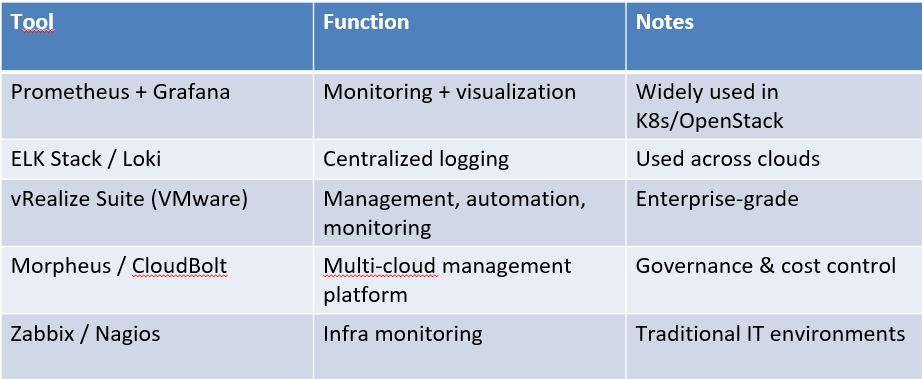 Tool Function Notes
Prometheus + Grafana Monitoring + visualization Widely used in
K8s/OpenStack
ELK Stack / Loki Centralized logging Used across clouds
vRealize Suite (VMware) Management, automation, Enterprise-grade
monitoring
Morpheus / CloudBolt Multi-cloud management Governance & cost control
platform
Zabbix / Nagios Infra monitoring Traditional IT environments